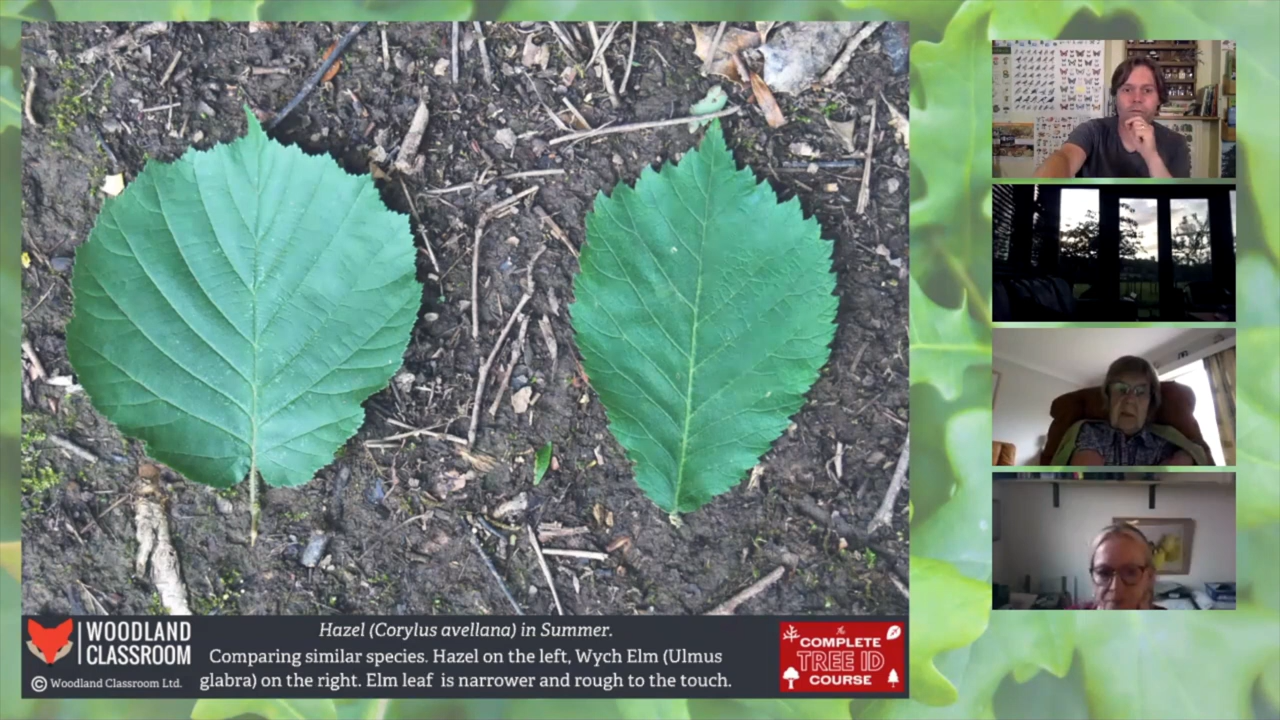 Hazel (Corylus avellana) in Summer.
Comparing similar species. Hazel on the left, Wych Elm (Ulmus
glabra) on the right. Elm leaf is narrower and rough to the touch.
WOODLAND
CLASSROOM
© Woodland Classroom Ltd.
The
COMPLETE
TREE ID
COURSE